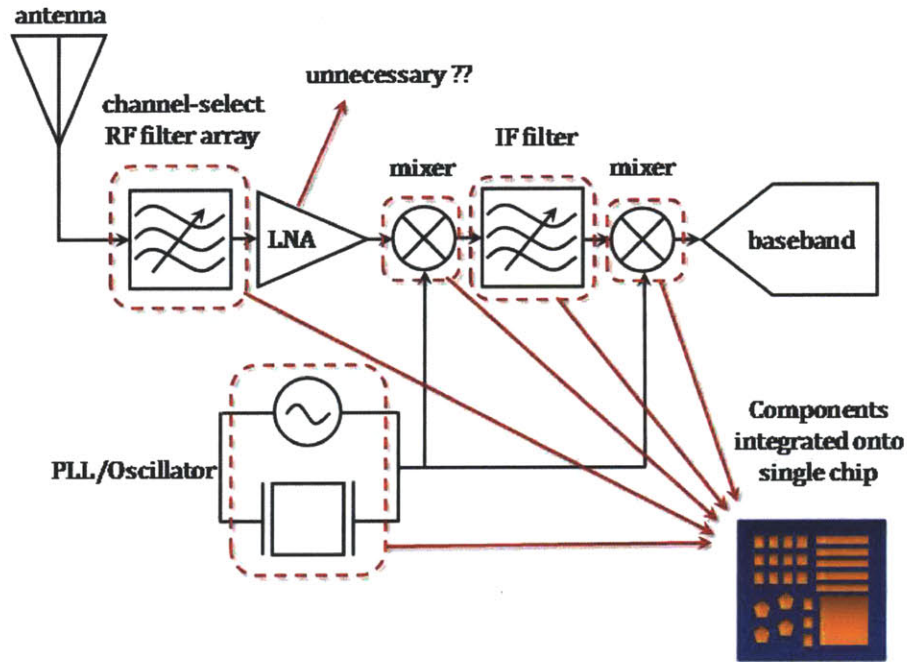 antenna
unnecessary ??
channel-select
RF filter array
mixer
IF filter
mixer
LNA
baseband
PLL/Oscillator
Components
integrated onto
single chip